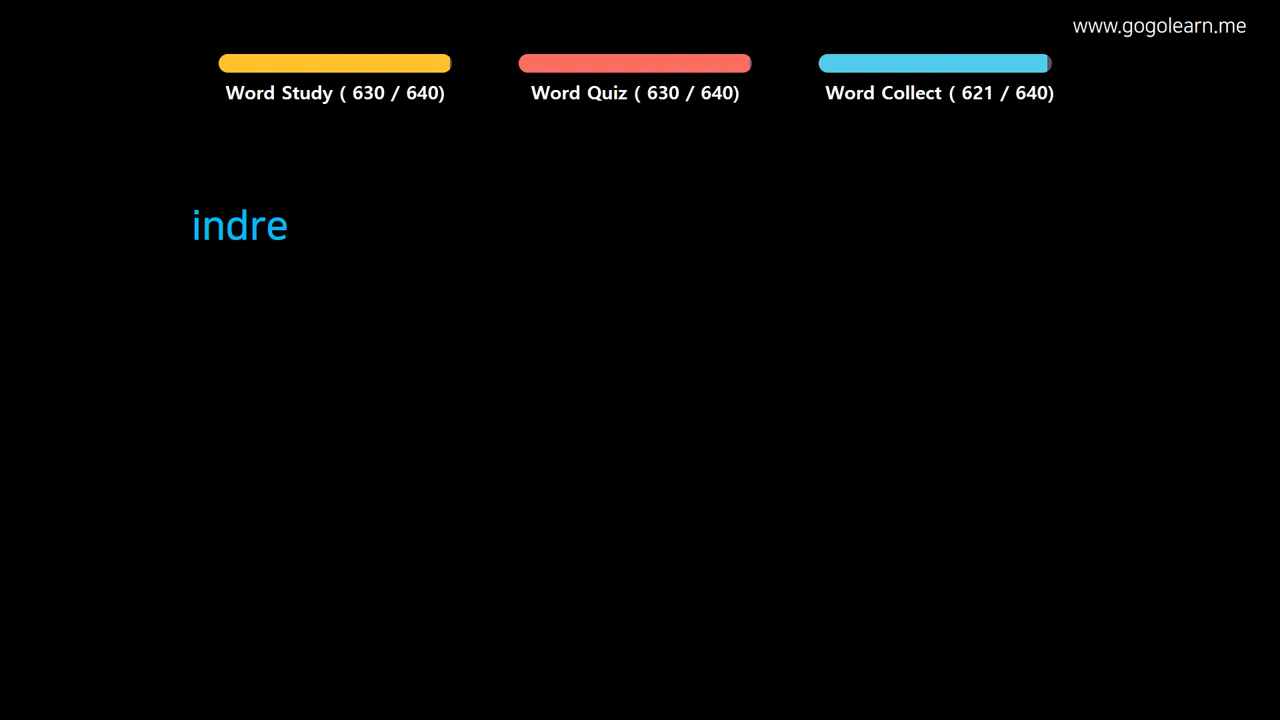 www.gogolearn.me
Word Study ( 630 / 640)
Word Quiz ( 630 / 640)
Word Collect ( 621 / 640)
indre